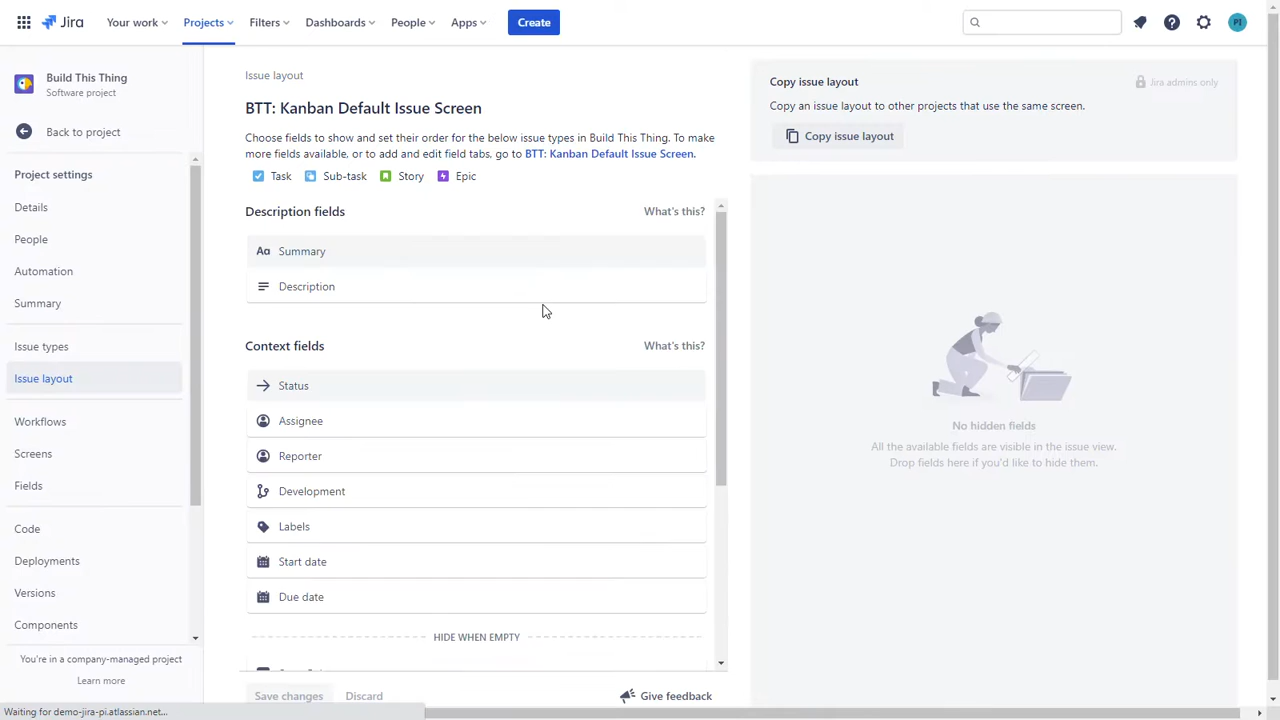 Jira
Your work
Projects
Filters
Dashboards
People
Apps
Create
PI
Build This Thing
Software project
Back to project
Project settings
Details
People
Automation
Summary
Issue types
Issue layout
Workflows
Screens
Fields
Code
Deployments
Versions
Components
You're in a company-managed project
Learn more
Issue layout
BTT: Kanban Default Issue Screen
Choose fields to show and set their order for the below issue types in Build This Thing. To make
more fields available, or to add and edit field tabs, go to BTT: Kanban Default Issue Screen.
Task Sub-task Story Epic
Description fields What's this?
Aa Summary
Description
Context fields What's this?
Status
Assignee
Reporter
Development
Labels
Start date
Due date
HIDE WHEN EMPTY
Save changes Discard Give feedback
Copy issue layout Jira admins only
Copy an issue layout to other projects that use the same screen.
Copy issue layout
No hidden fields
All the available fields are visible in the issue view.
Drop fields here if you'd like to hide them.
Waiting for demo-jira-pi.atlassian.net...